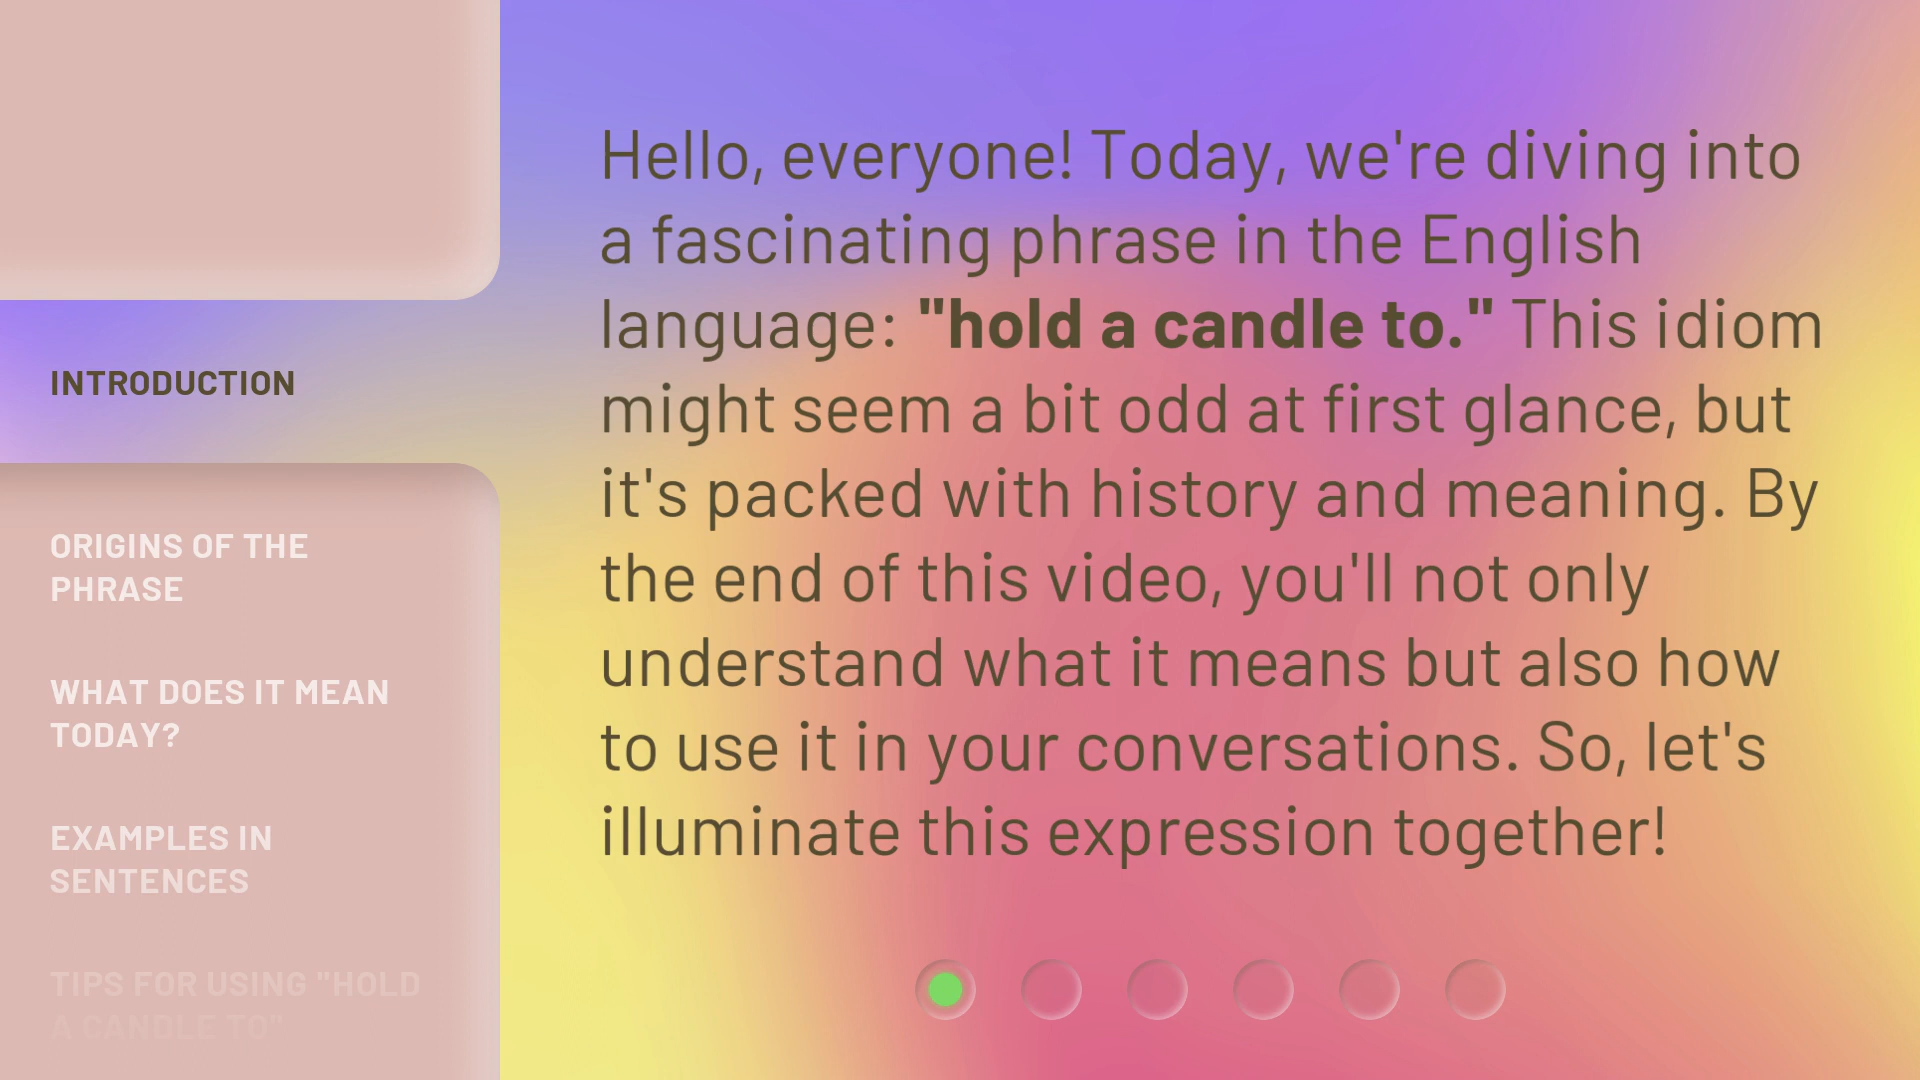 INTRODUCTION
ORIGINS OF THE
PHRASE
WHAT DOES IT MEAN
TODAY?
EXAMPLES IN
SENTENCES
TIPS FOR USING "HOLD
A CANDLE TO"
Hello, everyone! Today, we're diving into
a fascinating phrase in the English
language: "hold a candle to." This idiom
might seem a bit odd at first glance, but
it's packed with history and meaning. By
the end of this video, you'll not only
understand what it means but also how
to use it in your conversations. So, let's
illuminate this expression together!